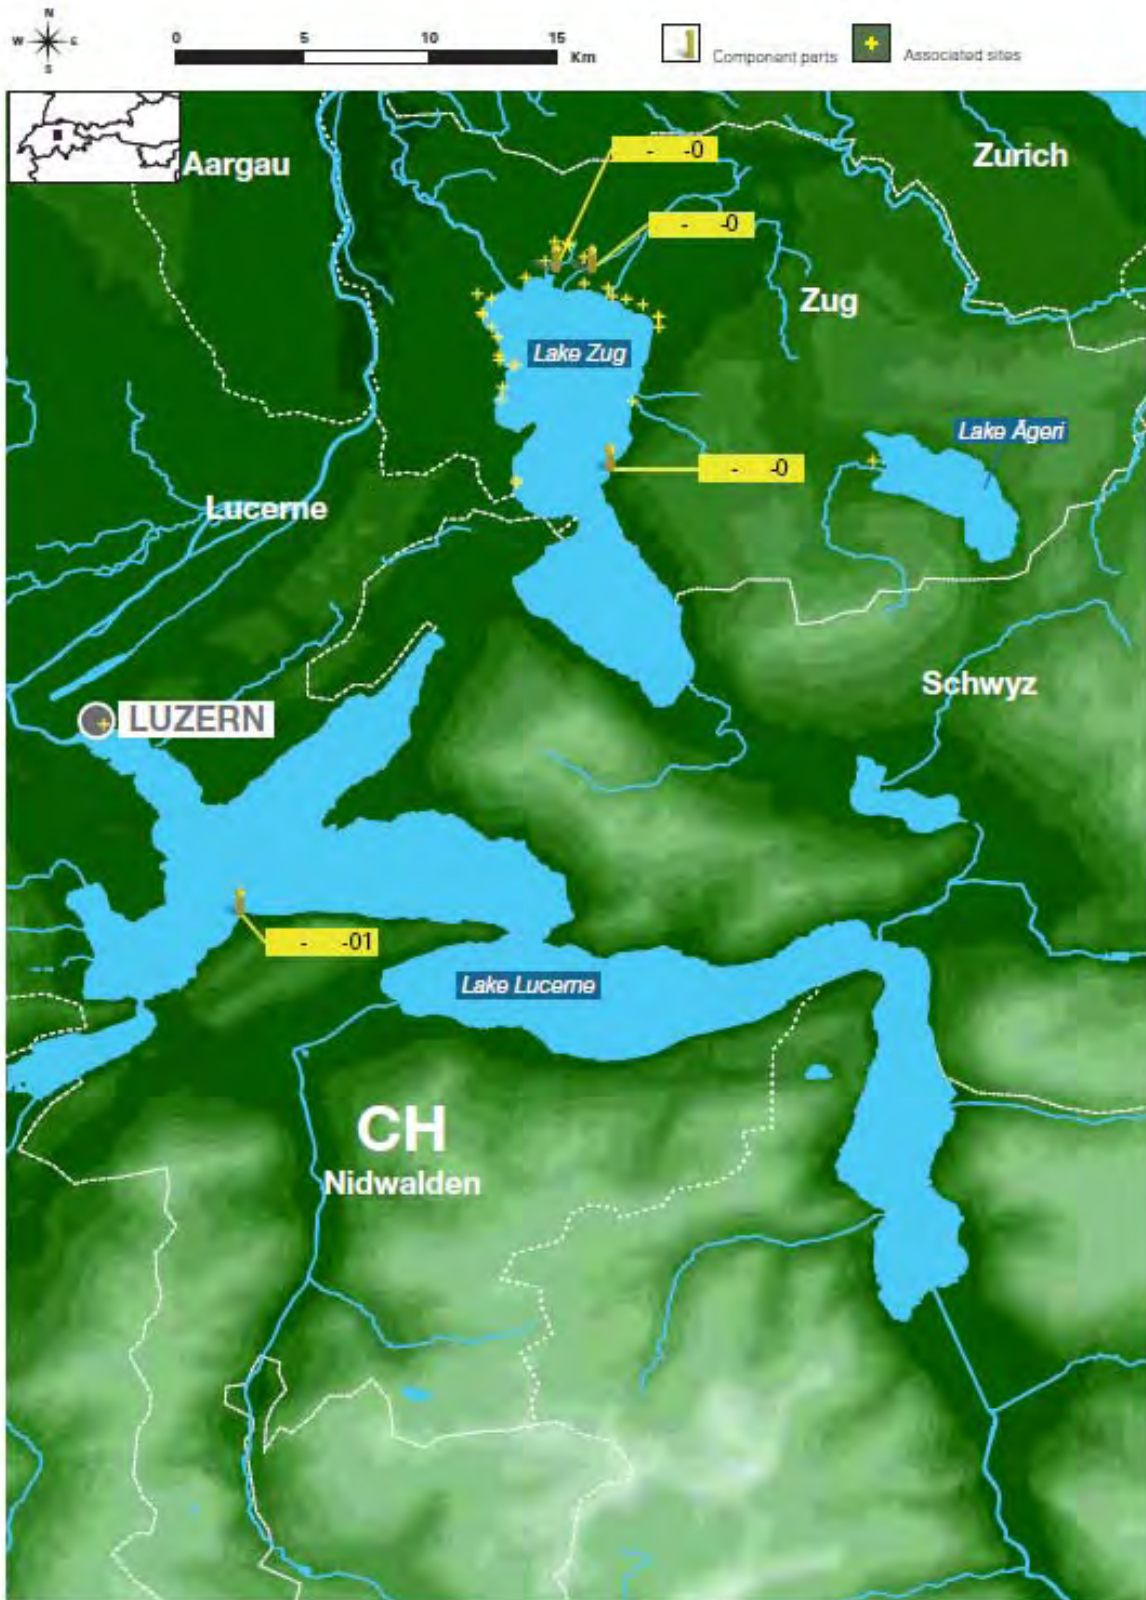 N
W E
S
0 5 10 15 Km
Component parts
Associated sites
Aargau
Zurich
- -0
- -0
Zug
Lake Zug
Lake Ägeri
- -0
Lucerne
Schwyz
LUZERN
- -01
Lake Lucerne
CH
Nidwalden